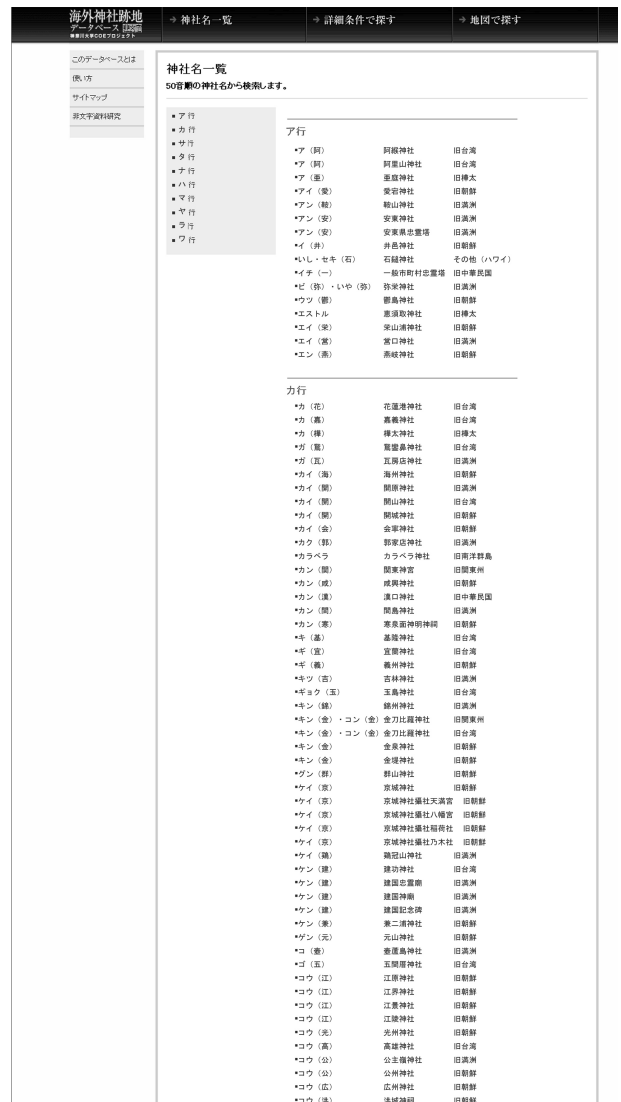 海外神社跡地
データベース
神奈川大学COEプロジェクト
神社名一覧
詳細条件で探す
地図で探す
このデータベースとは
使い方
サイトマップ
非文字資料研究
神社名一覧
50音順の神社名から検索します。
ア 行
カ 行
サ 行
タ 行
ナ 行
ハ 行
マ 行
ヤ 行
ラ 行
ワ 行
ア行
ア（阿） 阿緱神社 旧台湾
ア（阿） 阿里山神社 旧台湾
ア（亜） 亜庭神社 旧樺太
アイ（愛） 愛宕神社 旧朝鮮
アン（鞍） 鞍山神社 旧満洲
アン（安） 安東神社 旧満洲
アン（安） 安東県忠霊塔 旧満洲
イ（井） 井邑神社 旧朝鮮
いし・セキ（石） 石鎚神社 その他（ハワイ）
イチ（一） 一般市町村忠霊塔 旧中華民国
ビ（弥）・いや（弥） 弥栄神社 旧満洲
ウツ（鬱） 鬱島神社 旧朝鮮
エストル 恵須取神社 旧樺太
エイ（栄） 栄山浦神社 旧朝鮮
エイ（営） 営口神社 旧満洲
エン（燕） 燕岐神社 旧朝鮮
カ行
カ（花） 花蓮港神社 旧台湾
カ（嘉） 嘉義神社 旧台湾
カ（樺） 樺太神社 旧樺太
ガ（鵞） 鵞鑾鼻神社 旧台湾
ガ（瓦） 瓦房店神社 旧満洲
カイ（海） 海州神社 旧朝鮮
カイ（開） 開原神社 旧満洲
カイ（開） 開山神社 旧台湾
カイ（開） 開城神社 旧朝鮮
カイ（会） 会寧神社 旧朝鮮
カク（郭） 郭家店神社 旧満洲
カラベラ カラベラ神社 旧南洋群島
カン（関） 関東神宮 旧関東州
カン（咸） 咸興神社 旧朝鮮
カン（漢） 漢口神社 旧中華民国
カン（間） 間島神社 旧満洲
カン（寒） 寒泉面神明神祠 旧朝鮮
キ（基） 基隆神社 旧台湾
ギ（宜） 宜蘭神社 旧台湾
ギ（義） 義州神社 旧朝鮮
キツ（吉） 吉林神社 旧満洲
ギョク（玉） 玉島神社 旧台湾
キン（錦） 錦州神社 旧満洲
キン（金）・コン（金） 金刀比羅神社 旧関東州
キン（金）・コン（金） 金刀比羅神社 旧台湾
キン（金） 金泉神社 旧朝鮮
キン（金） 金堤神社 旧朝鮮
グン（群） 群山神社 旧朝鮮
ケイ（京） 京城神社 旧朝鮮
ケイ（京） 京城神社攝社天満宮 旧朝鮮
ケイ（京） 京城神社攝社八幡宮 旧朝鮮
ケイ（京） 京城神社攝社稲荷社 旧朝鮮
ケイ（京） 京城神社攝社乃木社 旧朝鮮
ケイ（鶏） 鶏冠山神社 旧満洲
ケン（建） 建功神社 旧台湾
ケン（建） 建国忠霊廟 旧満洲
ケン（建） 建国神廟 旧満洲
ケン（建） 建国記念碑 旧満洲
ケン（兼） 兼二浦神社 旧朝鮮
ゲン（元） 元山神社 旧朝鮮
コ（壺） 壺蘆島神社 旧満洲
ゴ（五） 五間厝神社 旧台湾
コウ（江） 江原神社 旧朝鮮
コウ（江） 江界神社 旧朝鮮
コウ（江） 江景神社 旧朝鮮
コウ（江） 江陵神社 旧朝鮮
コウ（光） 光州神社 旧朝鮮
コウ（高） 高雄神社 旧台湾
コウ（公） 公主嶺神社 旧満洲
コウ（公） 公州神社 旧朝鮮
コウ（広） 広州神社 旧朝鮮
コウ（洪） 洪城神祠 旧朝鮮